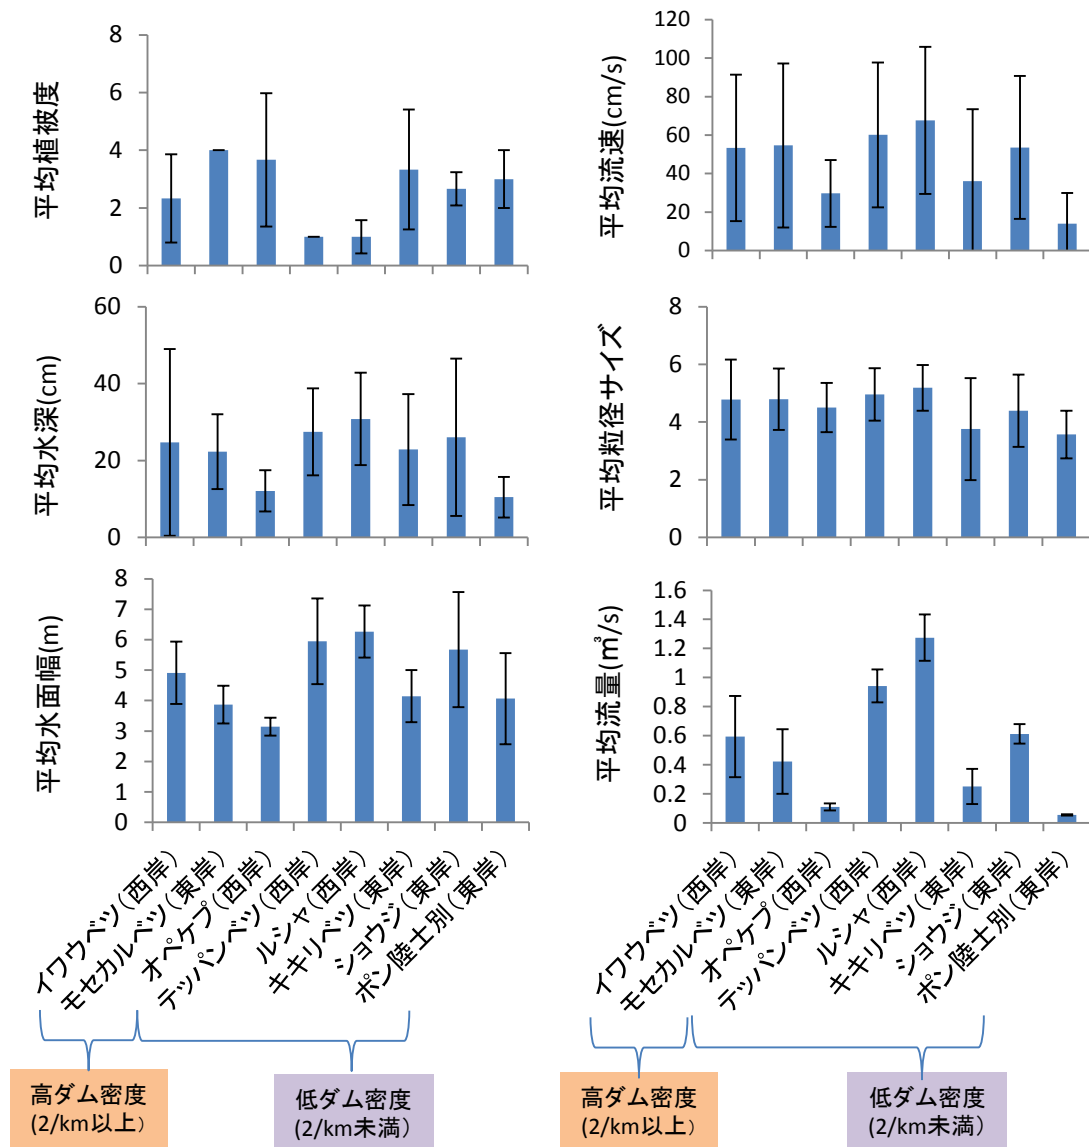 平均植被度
8
6
4
2
0
平均流速(cm/s)
120
100
80
60
40
20
0
平均水深(cm)
60
40
20
0
平均粒径サイズ
8
6
4
2
0
平均水面幅(m)
8
7
6
5
4
3
2
1
0
平均流量(㎥/s)
1.6
1.4
1.2
1
0.8
0.6
0.4
0.2
0
イワウベツ(西岸)
モセカルベツ(東岸)
オペケプ(西岸)
テッパンベツ(西岸)
ルシャ(西岸)
キキリベツ(東岸)
ショウジ(東岸)
ポン陸士別(東岸)
イワウベツ(西岸)
モセカルベツ(東岸)
オペケプ(西岸)
テッパンベツ(西岸)
ルシャ(西岸)
キキリベツ(東岸)
ショウジ(東岸)
ポン陸士別(東岸)
高ダム密度
(2/km以上)
低ダム密度
(2/km未満)
高ダム密度
(2/km以上)
低ダム密度
(2/km未満)